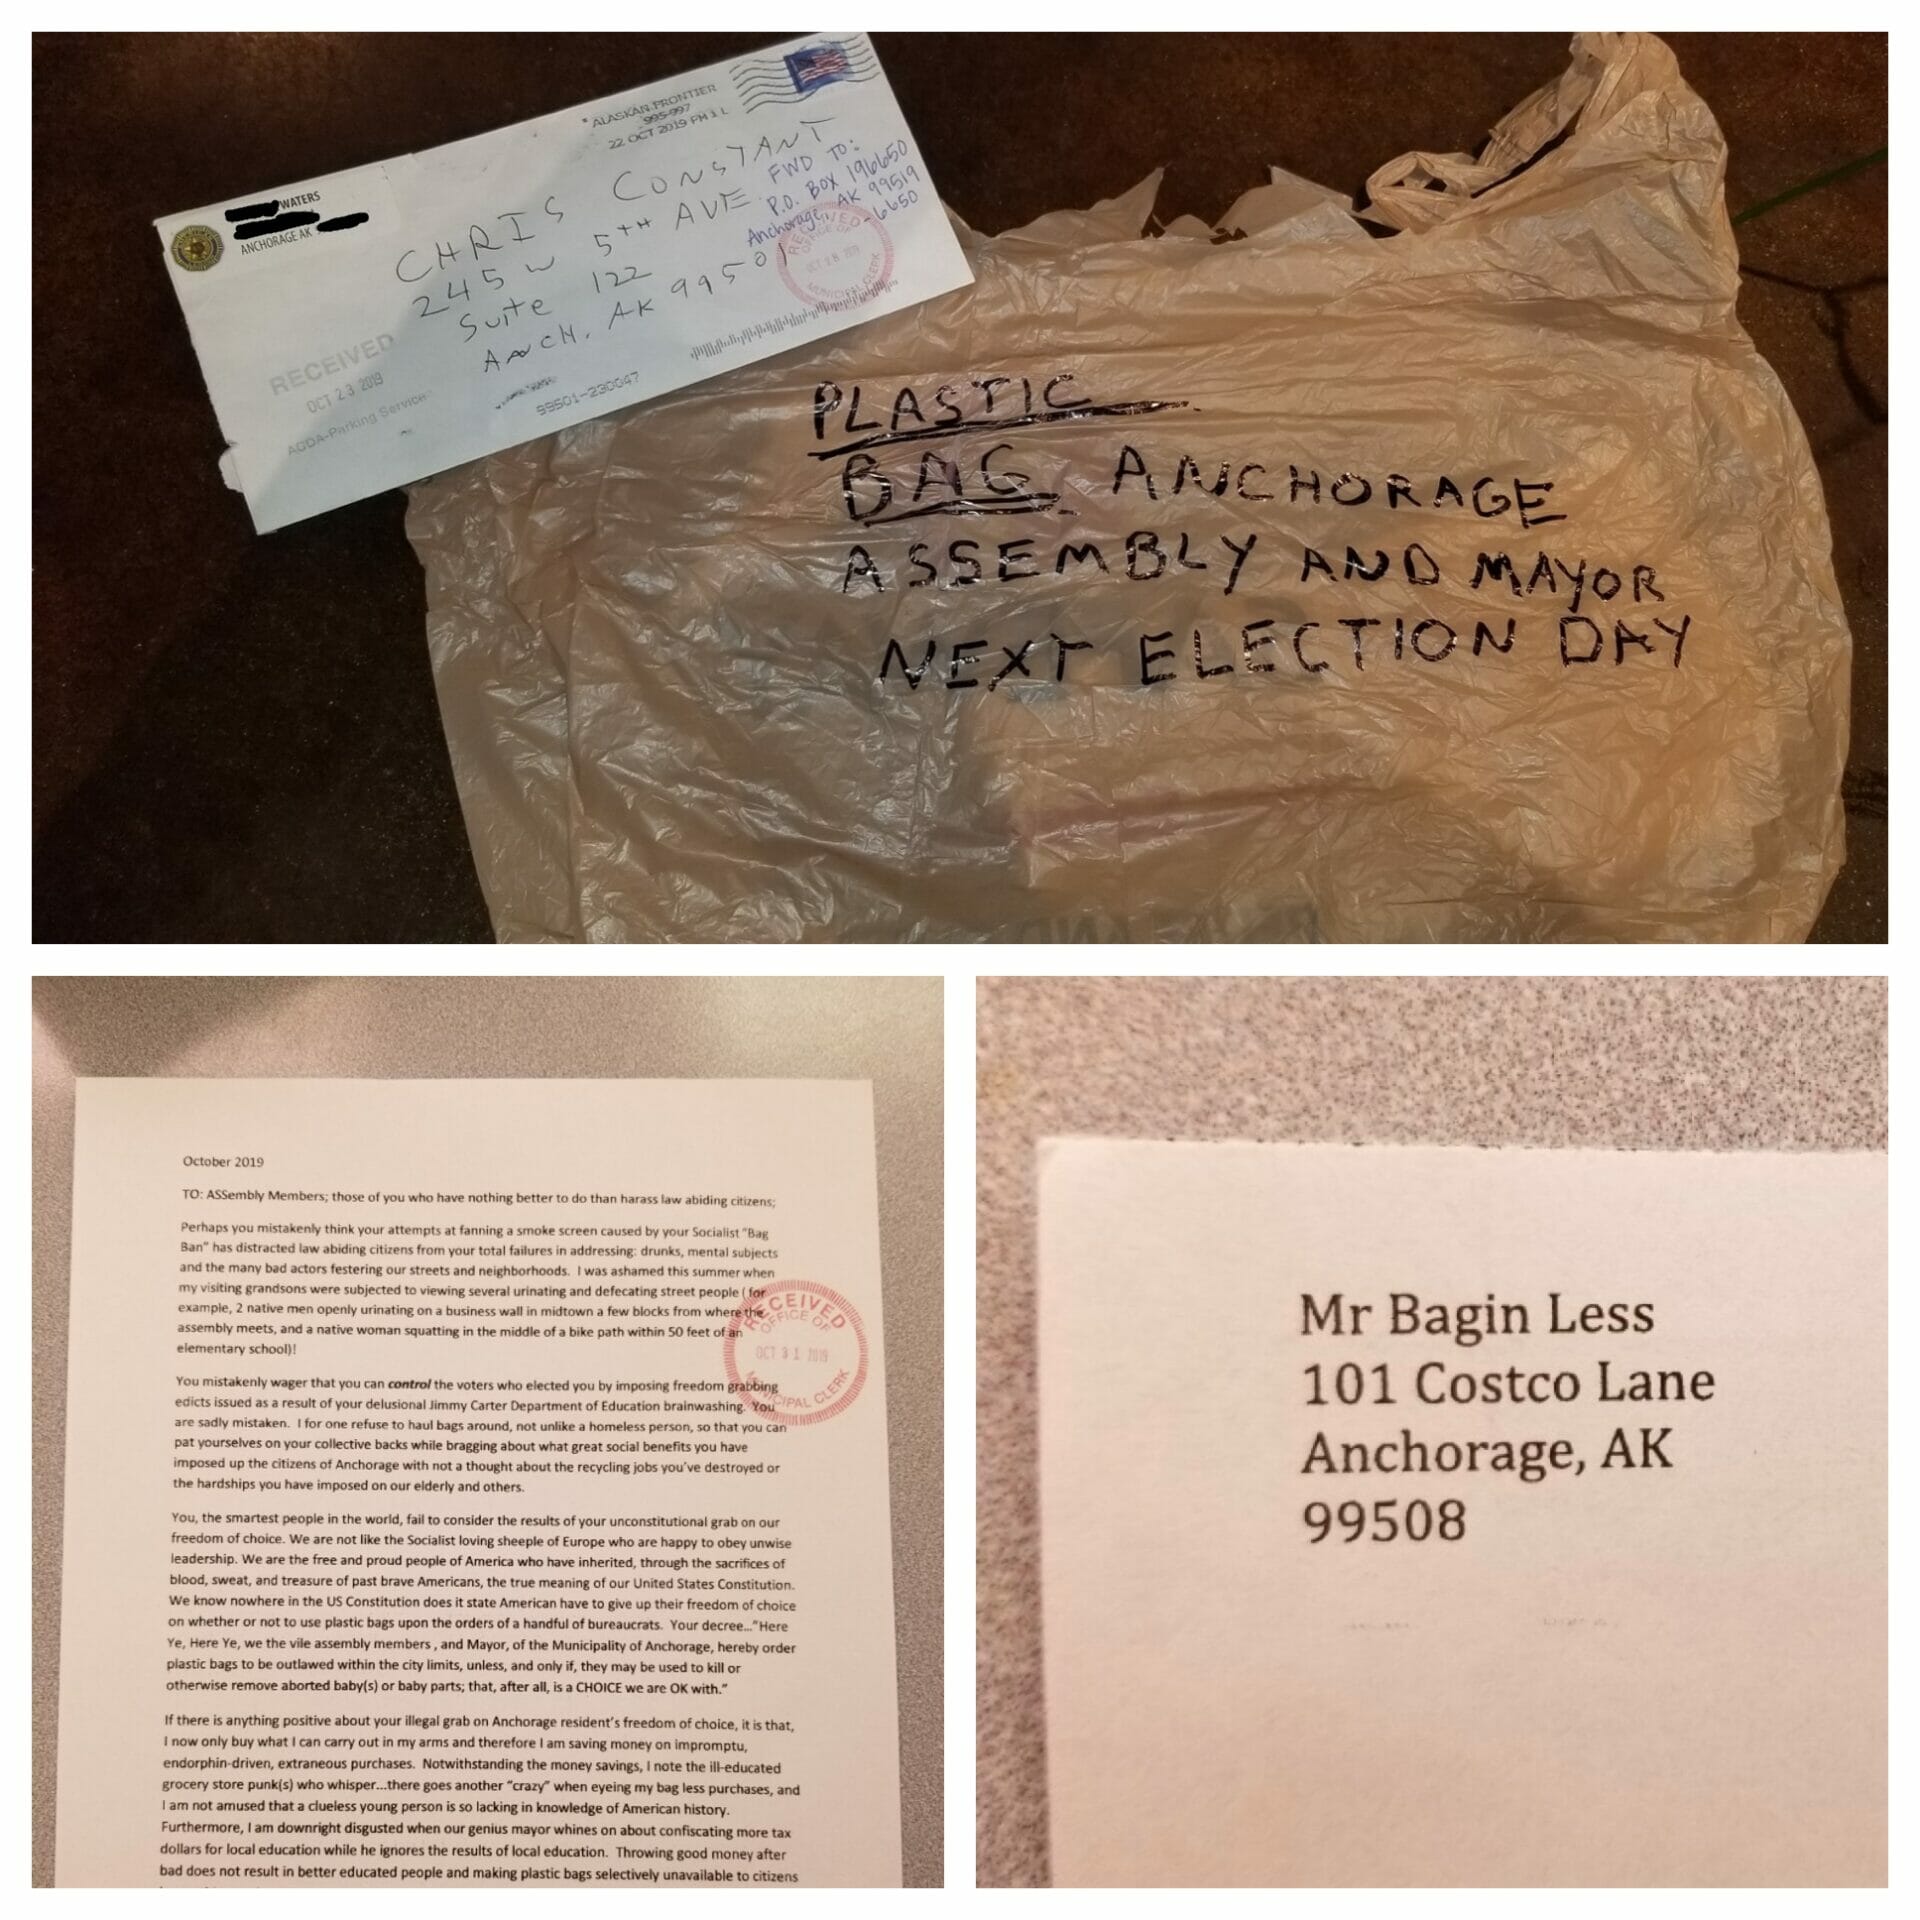 WATERS
ANCHORAGE AK
ALASKAN FRONTIER
995-997
22 OCT 2019 PM 1 L
CHRIS CONSTANT
245 W 5TH AVE
Suite 122
ANCH, AK 99501
FWD TO:
P.O. BOX 196650
Anchorage, AK 99519
-6650
RECEIVED
OFFICE OF
OCT 28 2019
MUNICIPAL CLERK
RECEIVED
OCT 23 2019
ACDA-Parking Service
99501-230047
PLASTIC
BAG ANCHORAGE
ASSEMBLY AND MAYOR
NEXT ELECTION DAY
October 2019
TO: ASSembly Members; those of you who have nothing better to do than harass law abiding citizens;
Perhaps you mistakenly think your attempts at fanning a smoke screen caused by your Socialist "Bag
Ban" has distracted law abiding citizens from your total failures in addressing: drunks, mental subjects
and the many bad actors festering our streets and neighborhoods. I was ashamed this summer when
my visiting grandsons were subjected to viewing several urinating and defecating street people ( for
example, 2 native men openly urinating on a business wall in midtown a few blocks from where the
assembly meets, and a native woman squatting in the middle of a bike path within 50 feet of an
elementary school)!
You mistakenly wager that you can control the voters who elected you by imposing freedom grabbing
edicts issued as a result of your delusional Jimmy Carter Department of Education brainwashing. You
are sadly mistaken. I for one refuse to haul bags around, not unlike a homeless person, so that you can
pat yourselves on your collective backs while bragging about what great social benefits you have
imposed up the citizens of Anchorage with not a thought about the recycling jobs you've destroyed or
the hardships you have imposed on our elderly and others.
You, the smartest people in the world, fail to consider the results of your unconstitutional grab on our
freedom of choice. We are not like the Socialist loving sheeple of Europe who are happy to obey unwise
leadership. We are the free and proud people of America who have inherited, through the sacrifices of
blood, sweat, and treasure of past brave Americans, the true meaning of our United States Constitution.
We know nowhere in the US Constitution does it state American have to give up their freedom of choice
on whether or not to use plastic bags upon the orders of a handful of bureaucrats. Your decree..."Here
Ye, Here Ye, we the vile assembly members , and Mayor, of the Municipality of Anchorage, hereby order
plastic bags to be outlawed within the city limits, unless, and only if, they may be used to kill or
otherwise remove aborted baby(s) or baby parts; that, after all, is a CHOICE we are OK with."
If there is anything positive about your illegal grab on Anchorage resident's freedom of choice, it is that,
I now only buy what I can carry out in my arms and therefore I am saving money on impromptu,
endorphin-driven, extraneous purchases. Notwithstanding the money savings, I note the ill-educated
grocery store punk(s) who whisper...there goes another "crazy" when eyeing my bag less purchases, and
I am not amused that a clueless young person is so lacking in knowledge of American history.
Furthermore, I am downright disgusted when our genius mayor whines on about confiscating more tax
dollars for local education while he ignores the results of local education. Throwing good money after
bad does not result in better educated people and making plastic bags selectively unavailable to citizens
RECEIVED
OFFICE OF
OCT 31 2019
MUNICIPAL CLERK
Mr Bagin Less
101 Costco Lane
Anchorage, AK
99508